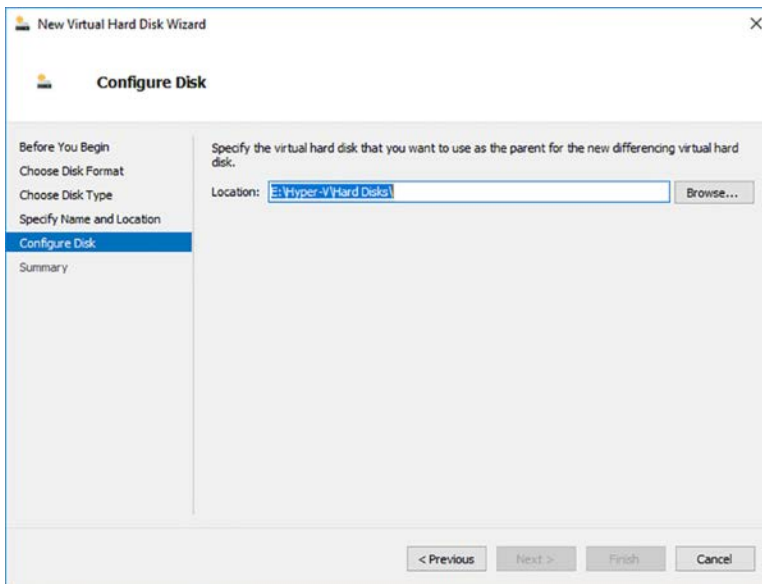 New Virtual Hard Disk Wizard
Configure Disk
Before You Begin
Choose Disk Format
Choose Disk Type
Specify Name and Location
Configure Disk
Summary
Specify the virtual hard disk that you want to use as the parent for the new differencing virtual hard
disk.
Location: E:\Hyper-V\Hard Disks\ Browse...
< Previous Next > Finish Cancel